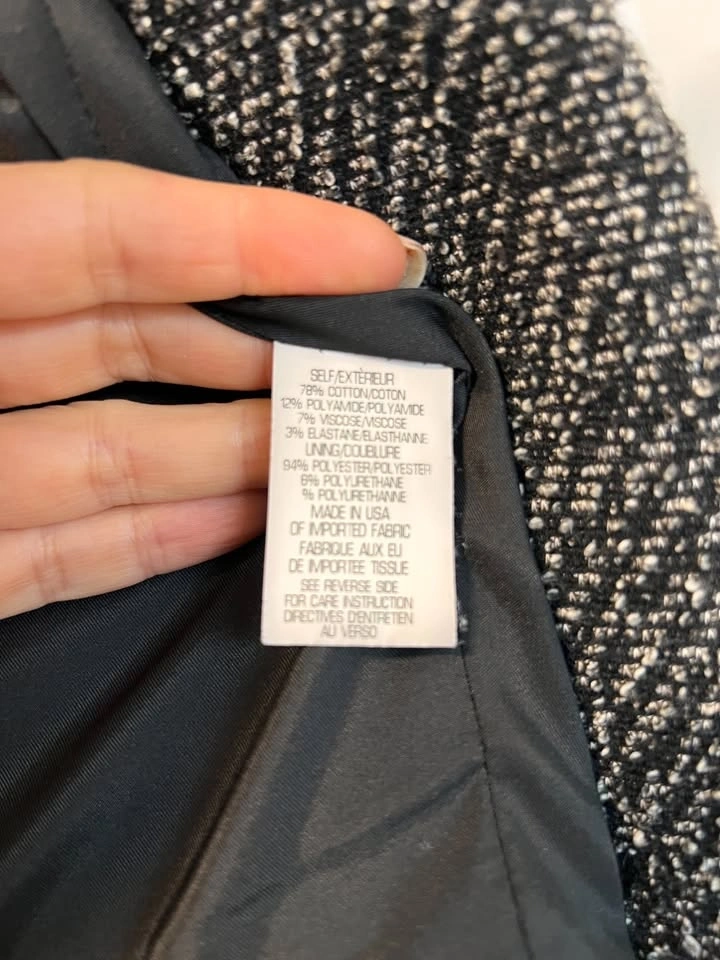 SELF/EXTÈRIEUR
78% COTTON/COTON
12% POLYAMIDE/POLYAMIDE
7% VISCOSE/VISCOSE
3% ELASTANE/ELASTHANNE
LINING/DOUBLURE
94% POLYESTER/POLYESTER
6% POLYURETHANE
% POLYURETHANNE
MADE IN USA
OF IMPORTED FABRIC
FABRIQUE AUX EU
DE IMPORTEE TISSUE
SEE REVERSE SIDE
FOR CARE INSTRUCTION
DIRECTIVES D'ENTRETIEN
AU VERSO